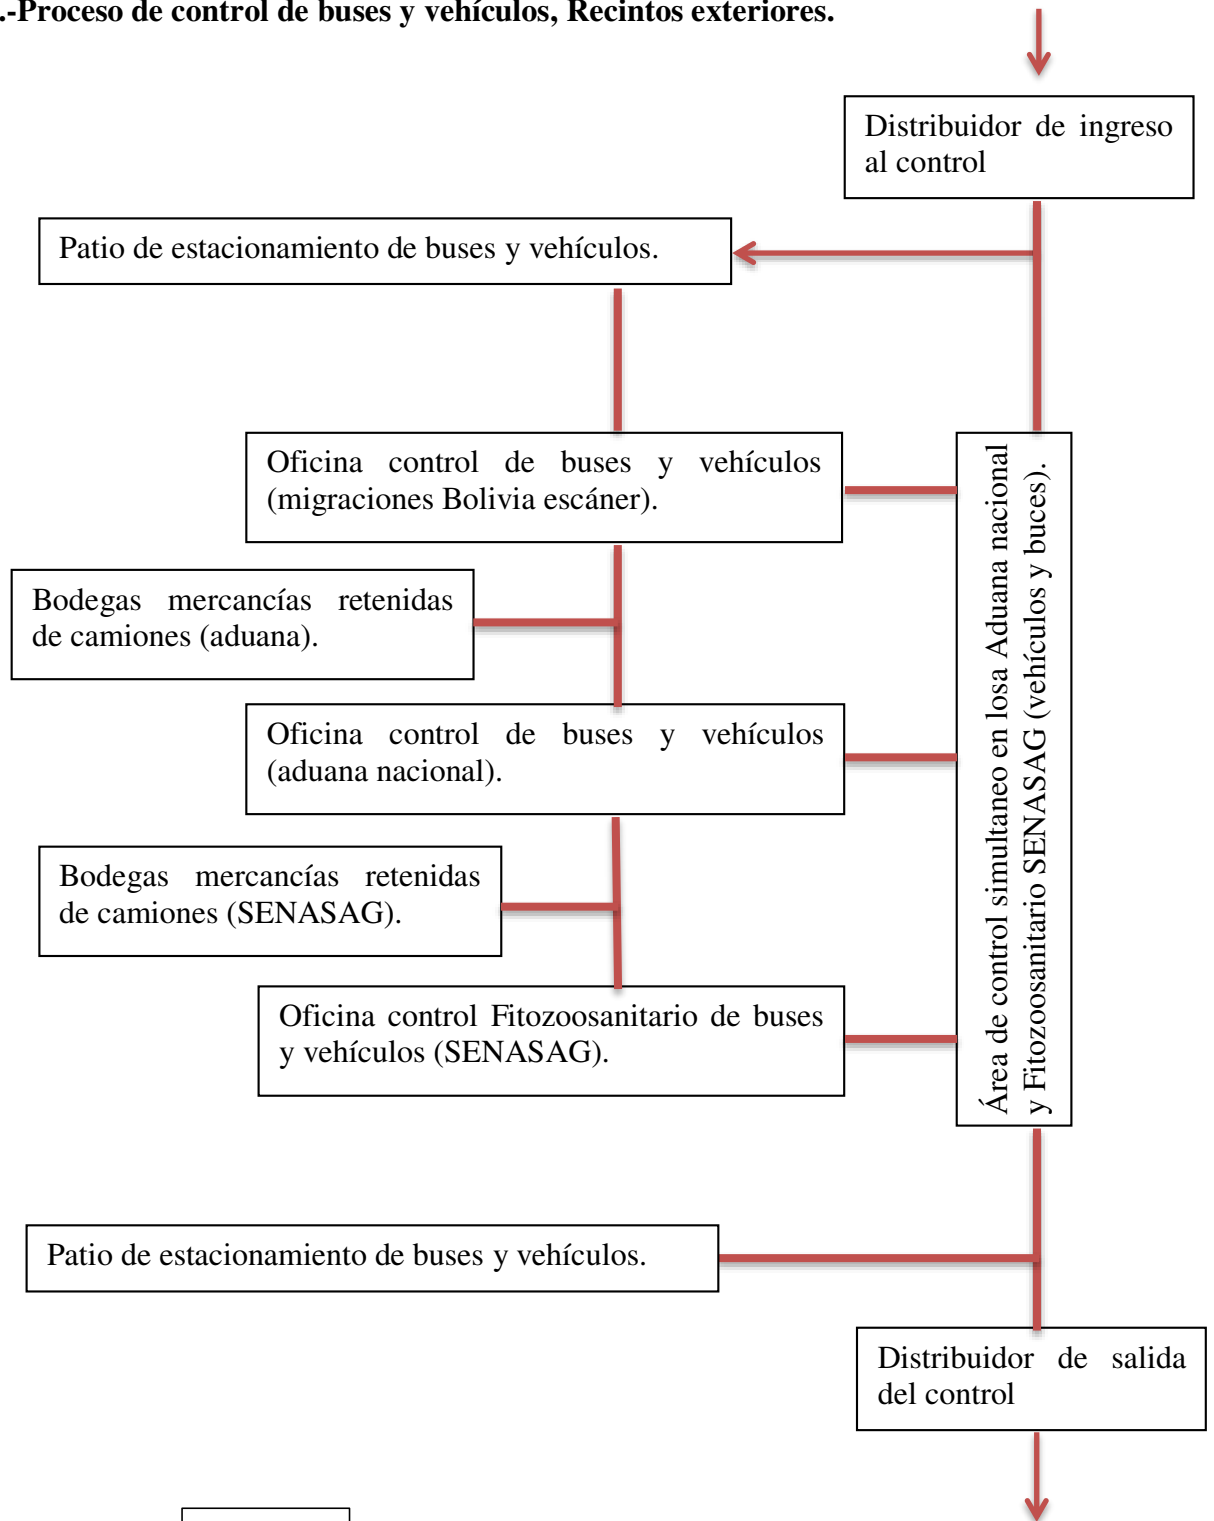 .-Proceso de control de buses y vehículos, Recintos exteriores.
Distribuidor de ingreso
al control
Patio de estacionamiento de buses y vehículos.
Oficina control de buses y vehículos
(migraciones Bolivia escáner).
Área de control simultaneo en losa Aduana nacional
y Fitozoosanitario SENASAG (vehículos y buces).
Bodegas mercancías retenidas
de camiones (aduana).
Oficina control de buses y vehículos
(aduana nacional).
Bodegas mercancías retenidas
de camiones (SENASAG).
Oficina control Fitozoosanitario de buses
y vehículos (SENASAG).
Patio de estacionamiento de buses y vehículos.
Distribuidor de salida
del control